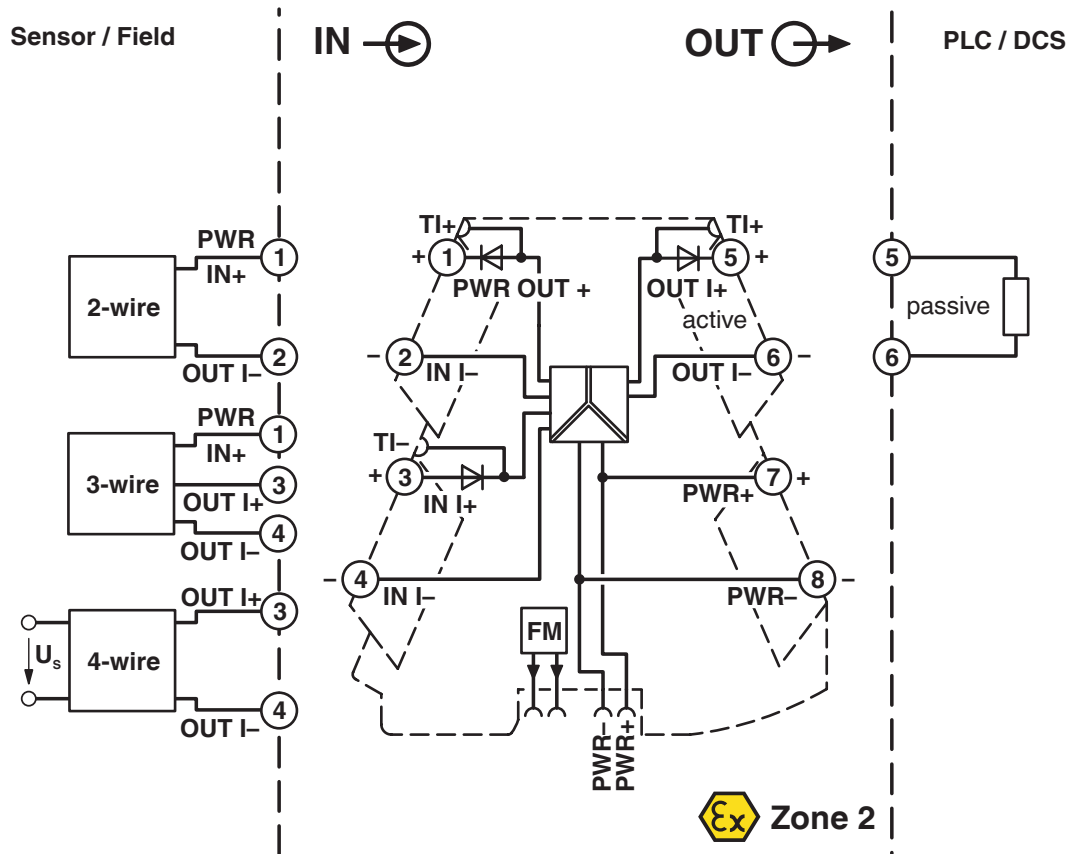 Sensor / Field
IN
OUT
PLC / DCS
PWR
IN+
1
2-wire
2
OUT I–
PWR
IN+
1
3-wire
3
OUT I+
4
OUT I–
OUT I+
3
U_s
4-wire
4
OUT I–
TI+
+ 1
PWR OUT +
– 2
IN I–
TI–
+ 3
IN I+
– 4
IN I–
FM
PWR–
PWR+
TI+
5 +
OUT I+
active
6 –
OUT I–
7 +
PWR+
8 –
PWR–
5
passive
6
Ex Zone 2